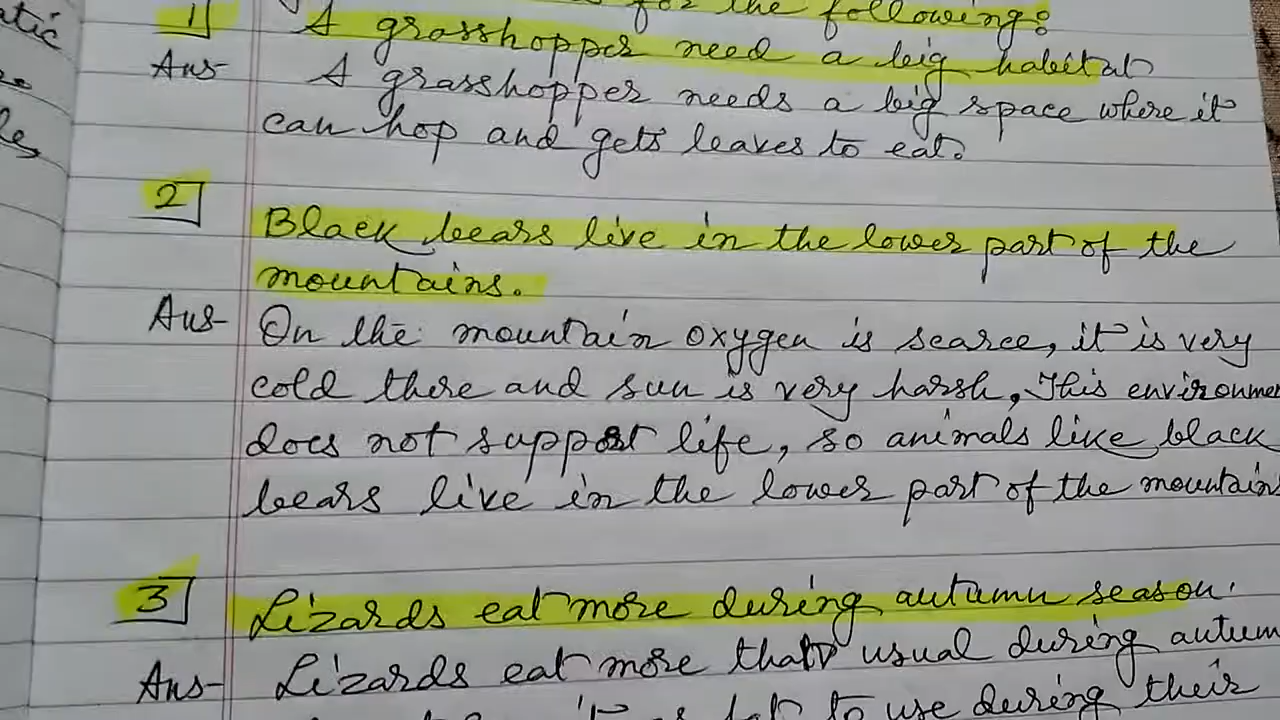 for the following:
1 A grasshopper need a big habitat
Ans A grasshopper needs a big space where it
can hop and gets leaves to eat.
2 Black bears live in the lower part of the
mountains.
Ans- On the mountain oxygen is scarce, it is very
cold there and sun is very harsh, This environmen
does not support life, so animals like black
bears live in the lower part of the mountain
3 Lizards eat more during autumn season.
Ans- Lizards eat more than usual during autum
to use during their